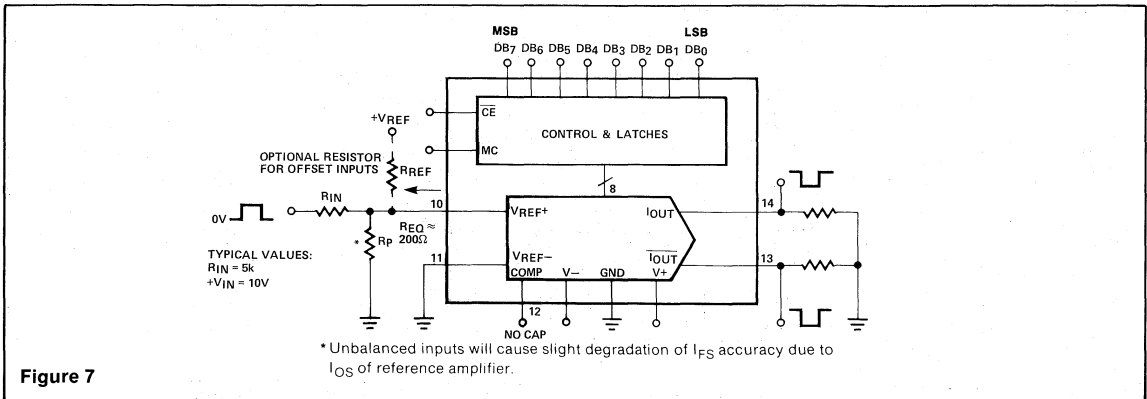 MSB LSB
DB7 DB6 DB5 DB4 DB3 DB2 DB1 DB0
CE
+VREF
CONTROL & LATCHES
MC
OPTIONAL RESISTOR
FOR OFFSET INPUTS
RREF
8
RIN
0V
10
VREF+
IOUT
14
REQ ≈
200Ω
* RP
TYPICAL VALUES:
RIN = 5k
+VIN = 10V
11
VREF–
IOUT
13
COMP V– GND V+
12
NO CAP
* Unbalanced inputs will cause slight degradation of IFS accuracy due to
IOS of reference amplifier.
Figure 7